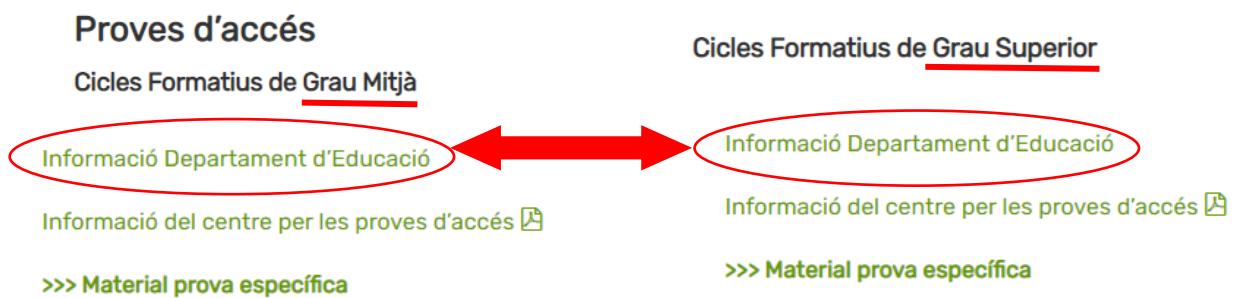 Proves d’accés
Cicles Formatius de Grau Mitjà
Informació Departament d’Educació
Informació del centre per les proves d’accés
>>> Material prova específica
Cicles Formatius de Grau Superior
Informació Departament d’Educació
Informació del centre per les proves d’accés
>>> Material prova específica